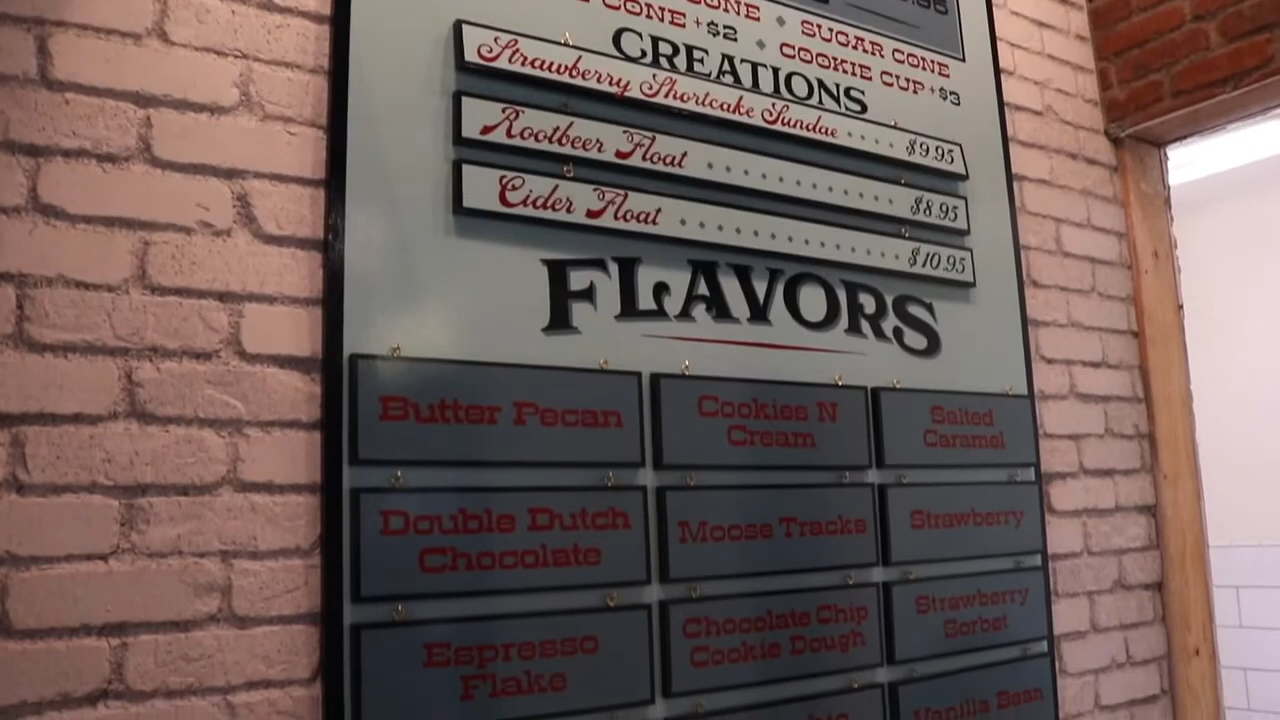 CONE ◆ SUGAR CONE
CONE +$2 ◆ COOKIE CUP +$3
CREATIONS
Strawberry Shortcake Sundae $9.95
Rootbeer Float $8.95
Cider Float $10.95
FLAVORS
Butter Pecan
Cookies N
Cream
Salted
Caramel
Double Dutch
Chocolate
Moose Tracks
Strawberry
Espresso
Flake
Chocolate Chip
Cookie Dough
Strawberry
Sorbet
Vanilla Bean